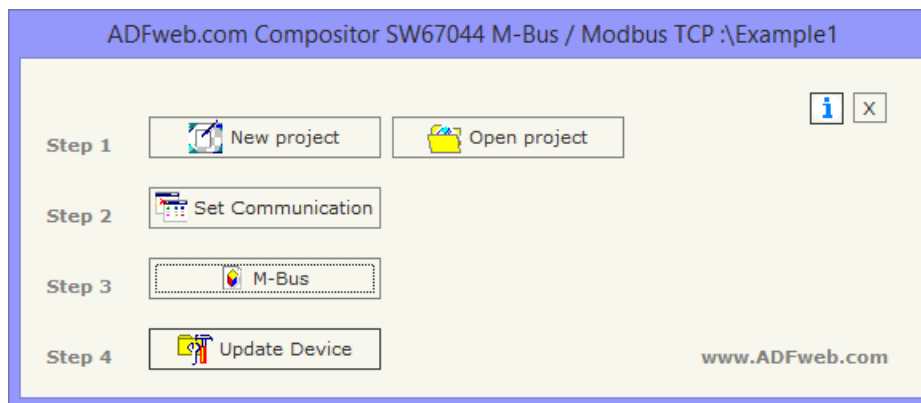 ADFweb.com Compositor SW67044 M-Bus / Modbus TCP :\Example1
i X
Step 1 New project Open project
Step 2 Set Communication
Step 3 M-Bus
Step 4 Update Device www.ADFweb.com